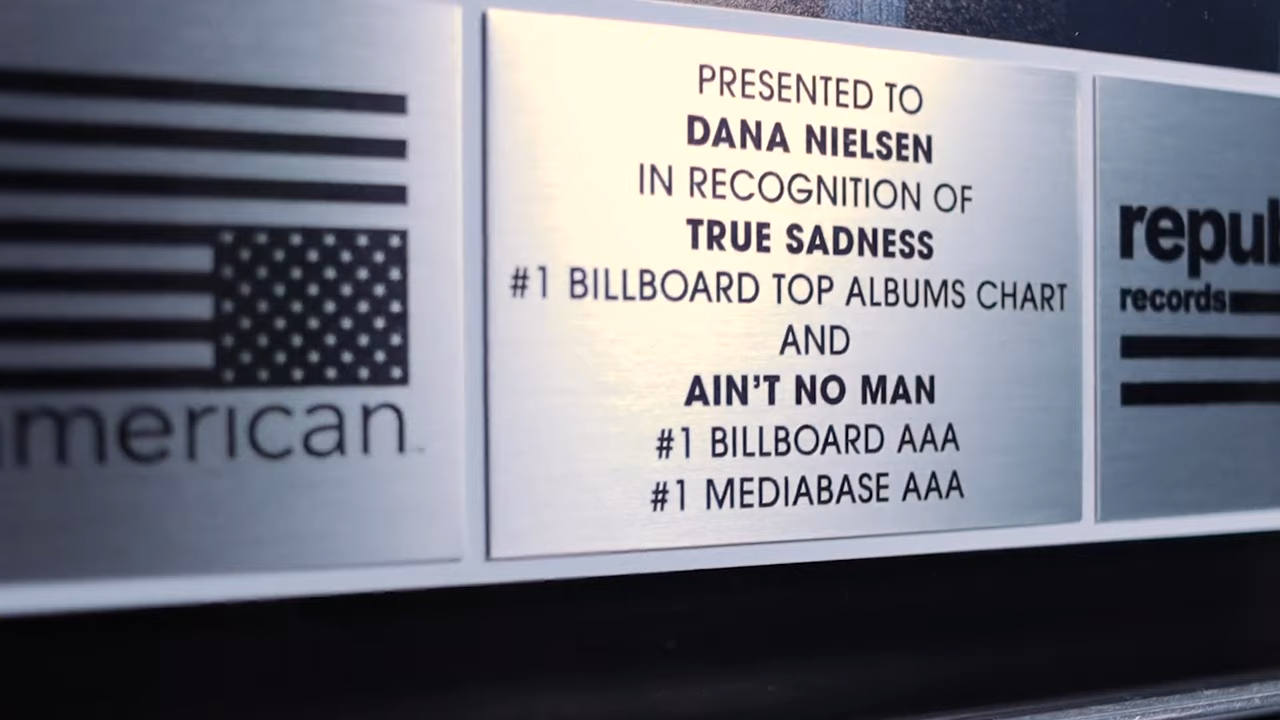 american
PRESENTED TO
DANA NIELSEN
IN RECOGNITION OF
TRUE SADNESS
#1 BILLBOARD TOP ALBUMS CHART
AND
AIN'T NO MAN
#1 BILLBOARD AAA
#1 MEDIABASE AAA
repu
records